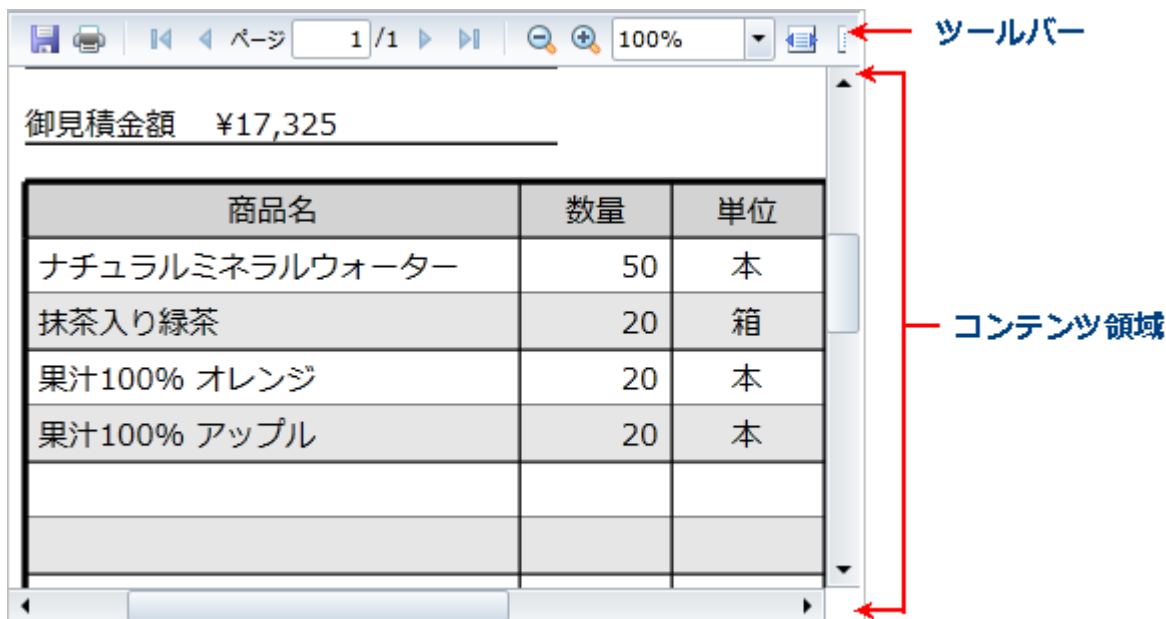 ページ 1 /1 100%
ツールバー
御見積金額 ¥17,325
商品名 数量 単位
ナチュラルミネラルウォーター 50 本
抹茶入り緑茶 20 箱
コンテンツ領域
果汁100% オレンジ 20 本
果汁100% アップル 20 本